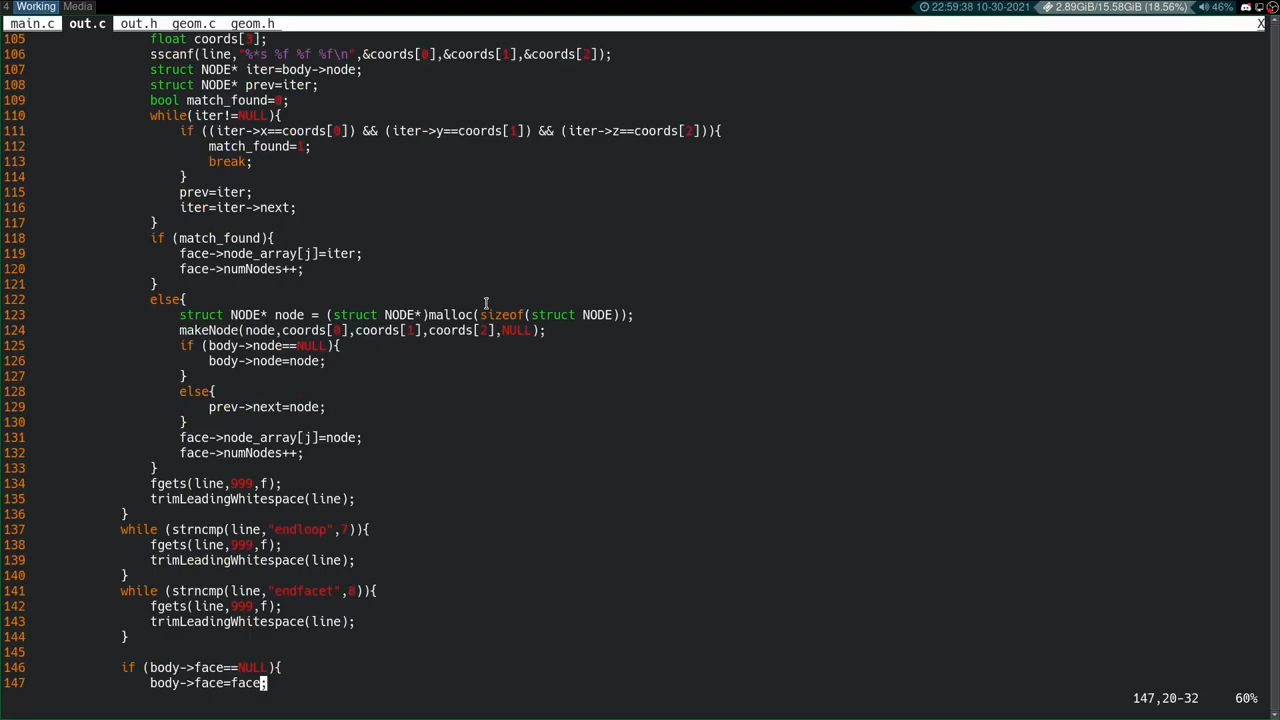 4 Working Media 22:59:38 10-30-2021 2.89GiB/15.58GiB (18.56%) 46%
main.c out.c out.h geom.c geom.h X
105 float coords[3];
106 sscanf(line,"%*s %f %f %f\n",&coords[0],&coords[1],&coords[2]);
107 struct NODE* iter=body->node;
108 struct NODE* prev=iter;
109 bool match_found=0;
110 while(iter!=NULL){
111 if ((iter->x==coords[0]) && (iter->y==coords[1]) && (iter->z==coords[2])){
112 match_found=1;
113 break;
114 }
115 prev=iter;
116 iter=iter->next;
117 }
118 if (match_found){
119 face->node_array[j]=iter;
120 face->numNodes++;
121 }
122 else{
123 struct NODE* node = (struct NODE*)malloc(sizeof(struct NODE));
124 makeNode(node,coords[0],coords[1],coords[2],NULL);
125 if (body->node==NULL){
126 body->node=node;
127 }
128 else{
129 prev->next=node;
130 }
131 face->node_array[j]=node;
132 face->numNodes++;
133 }
134 fgets(line,999,f);
135 trimLeadingWhitespace(line);
136 }
137 while (strncmp(line,"endloop",7)){
138 fgets(line,999,f);
139 trimLeadingWhitespace(line);
140 }
141 while (strncmp(line,"endfacet",8)){
142 fgets(line,999,f);
143 trimLeadingWhitespace(line);
144 }
145
146 if (body->face==NULL){
147 body->face=face;
147,20-32 60%